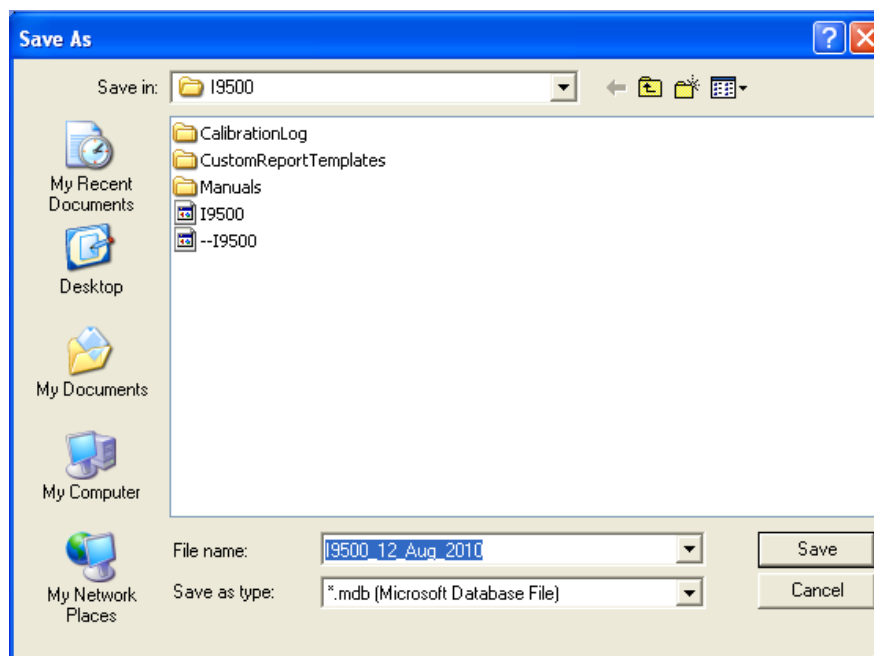 Save As
Save in:
I9500
My Recent
Documents
Desktop
My Documents
My Computer
My Network
Places
CalibrationLog
CustomReportTemplates
Manuals
I9500
--I9500
File name:
I9500_12_Aug_2010
Save
Save as type:
*.mdb (Microsoft Database File)
Cancel